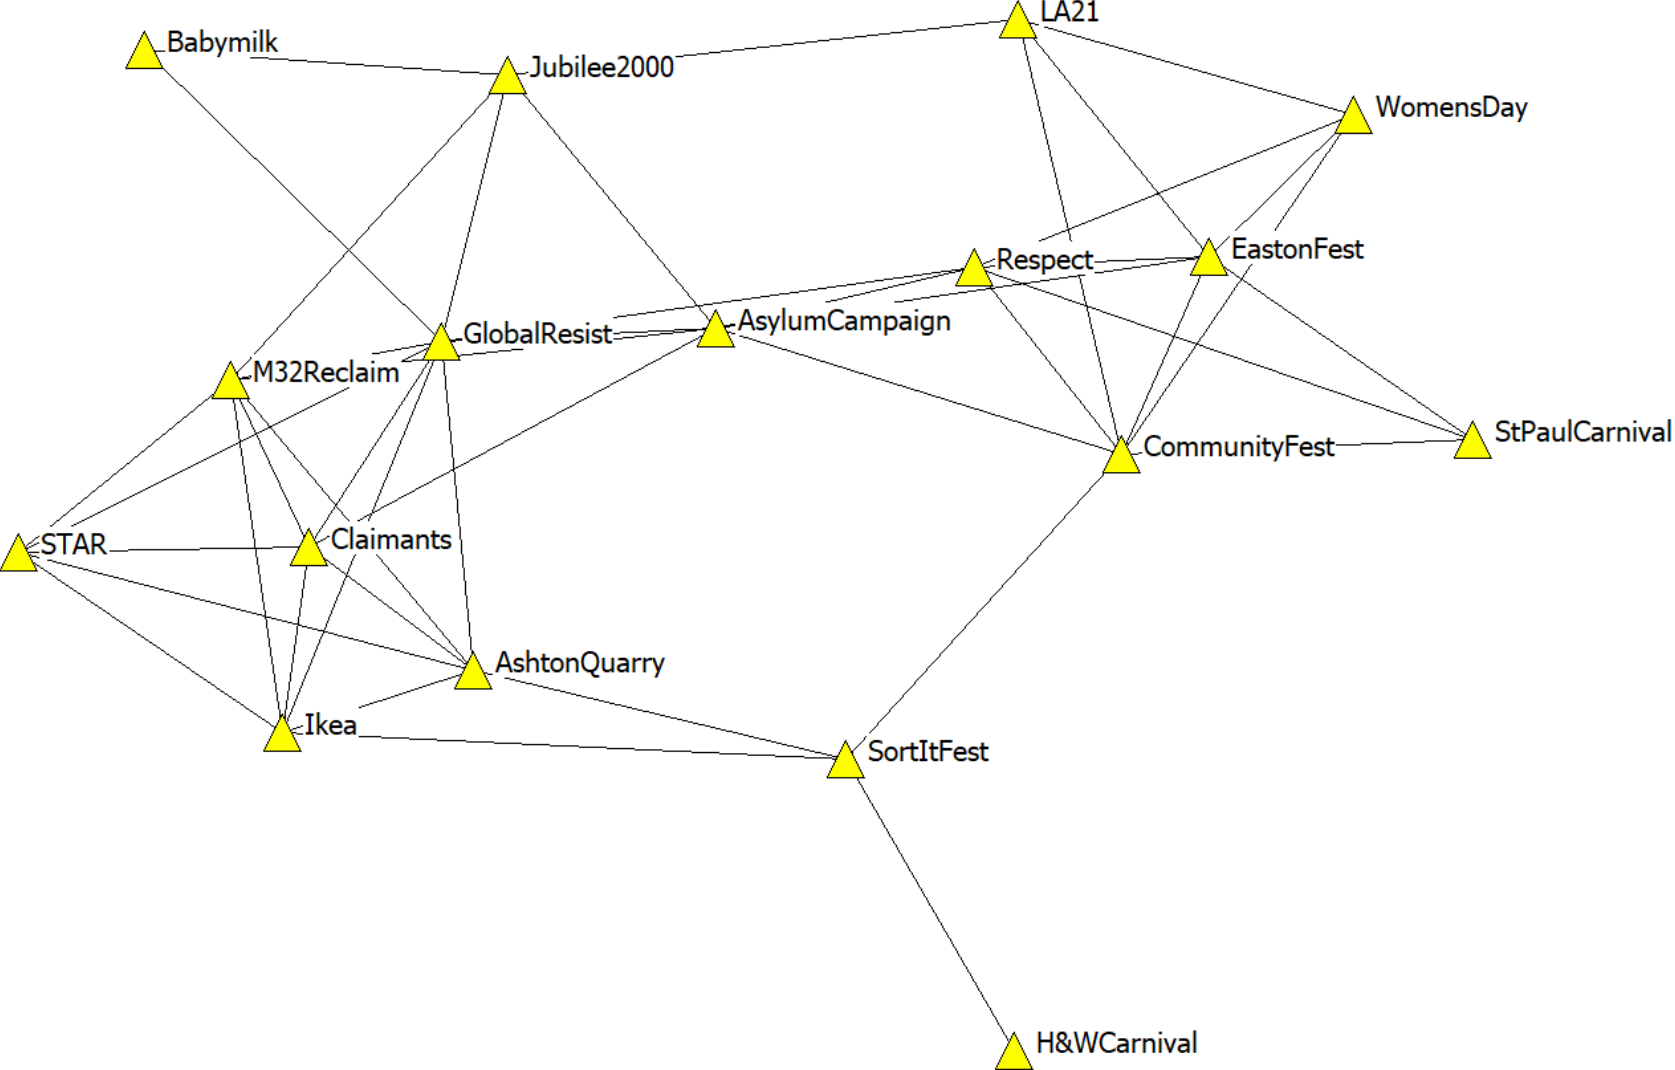 LA21
Babymilk
Jubilee2000
WomensDay
EastonFest
Respect
AsylumCampaign
GlobalResist
M32Reclaim
StPaulCarnival
CommunityFest
Claimants
STAR
AshtonQuarry
Ikea
SortItFest
H&WCarnival